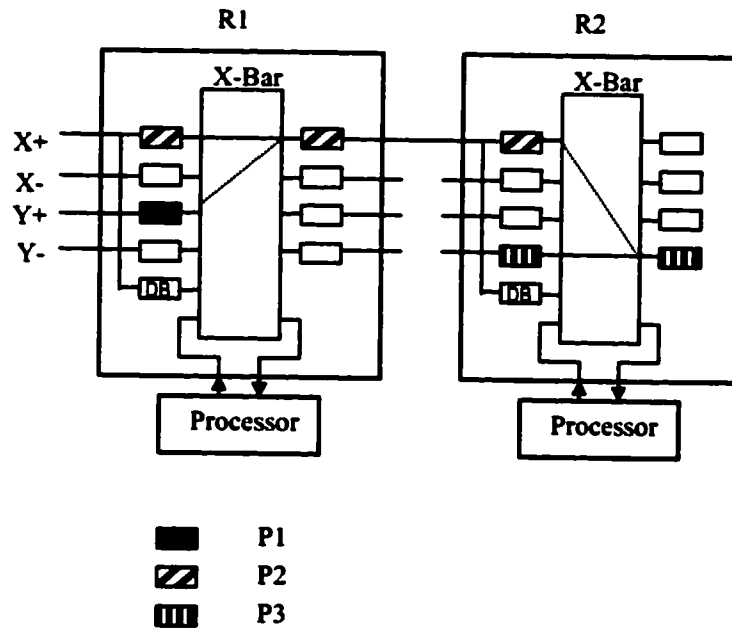 R1 R2
X-Bar X-Bar
X+
X-
Y+
Y-
DB DB
Processor Processor
P1
P2
P3